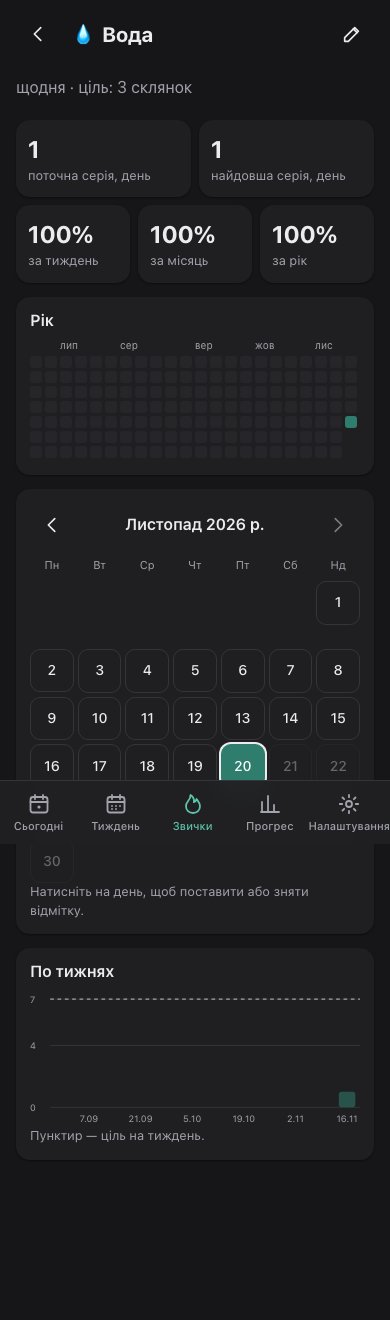 💧 Вода
щодня · ціль: 3 склянок
1
поточна серія, день
1
найдовша серія, день
100%
за тиждень
100%
за місяць
100%
за рік
Рік
лип сер вер жов лис
Листопад 2026 р.
Пн Вт Ср Чт Пт Сб Нд
1
2 3 4 5 6 7 8
9 10 11 12 13 14 15
16 17 18 19 20 21 22
Сьогодні Тиждень Звички Прогрес Налаштування
30
Натисніть на день, щоб поставити або зняти
відмітку.
По тижнях
7
4
0
7.09 21.09 5.10 19.10 2.11 16.11
Пунктир — ціль на тиждень.